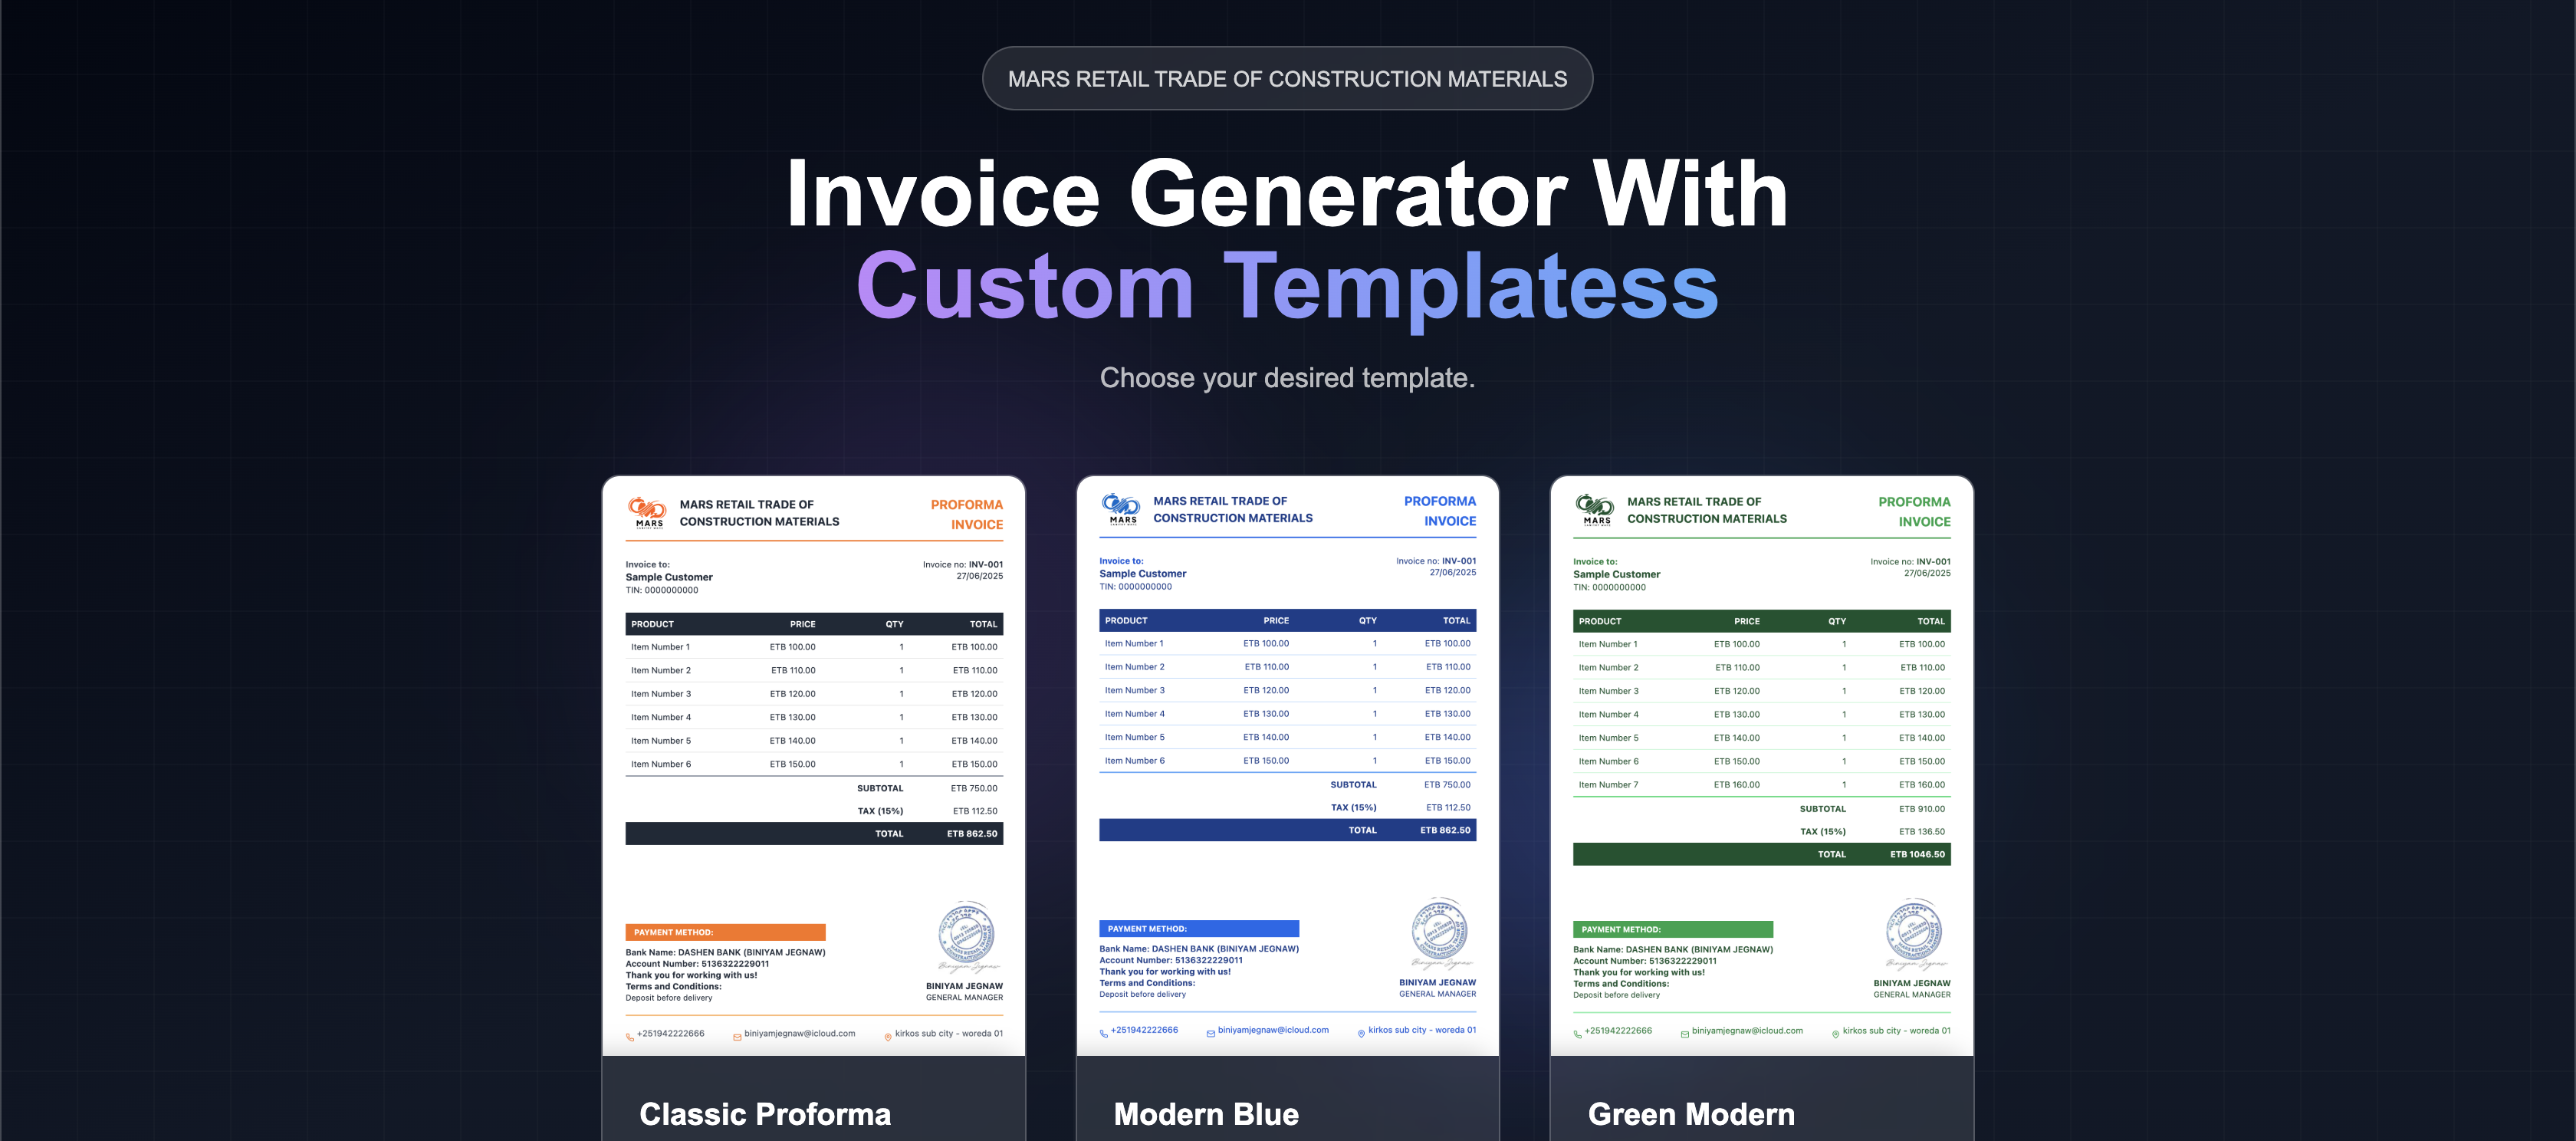 MARS RETAIL TRADE OF CONSTRUCTION MATERIALS
Invoice Generator With
Custom Templatess
Choose your desired template.
MARS
MARS RETAIL TRADE OF
CONSTRUCTION MATERIALS
PROFORMA
INVOICE
Invoice to:
Sample Customer
TIN: 0000000000
Invoice no: INV-001
27/06/2025
PRODUCT PRICE QTY TOTAL
Item Number 1 ETB 100.00 1 ETB 100.00
Item Number 2 ETB 110.00 1 ETB 110.00
Item Number 3 ETB 120.00 1 ETB 120.00
Item Number 4 ETB 130.00 1 ETB 130.00
Item Number 5 ETB 140.00 1 ETB 140.00
Item Number 6 ETB 150.00 1 ETB 150.00
SUBTOTAL ETB 750.00
TAX (15%) ETB 112.50
TOTAL ETB 862.50
PAYMENT METHOD:
Bank Name: DASHEN BANK (BINIYAM JEGNAW)
Account Number: 5136322229011
Thank you for working with us!
Terms and Conditions:
Deposit before delivery
Biniyam Jegnaw
BINIYAM JEGNAW
GENERAL MANAGER
+251942222666 biniyamjegnaw@icloud.com kirkos sub city - woreda 01
Classic Proforma
MARS
MARS RETAIL TRADE OF
CONSTRUCTION MATERIALS
PROFORMA
INVOICE
Invoice to:
Sample Customer
TIN: 0000000000
Invoice no: INV-001
27/06/2025
PRODUCT PRICE QTY TOTAL
Item Number 1 ETB 100.00 1 ETB 100.00
Item Number 2 ETB 110.00 1 ETB 110.00
Item Number 3 ETB 120.00 1 ETB 120.00
Item Number 4 ETB 130.00 1 ETB 130.00
Item Number 5 ETB 140.00 1 ETB 140.00
Item Number 6 ETB 150.00 1 ETB 150.00
SUBTOTAL ETB 750.00
TAX (15%) ETB 112.50
TOTAL ETB 862.50
PAYMENT METHOD:
Bank Name: DASHEN BANK (BINIYAM JEGNAW)
Account Number: 5136322229011
Thank you for working with us!
Terms and Conditions:
Deposit before delivery
Biniyam Jegnaw
BINIYAM JEGNAW
GENERAL MANAGER
+251942222666 biniyamjegnaw@icloud.com kirkos sub city - woreda 01
Modern Blue
MARS
MARS RETAIL TRADE OF
CONSTRUCTION MATERIALS
PROFORMA
INVOICE
Invoice to:
Sample Customer
TIN: 0000000000
Invoice no: INV-001
27/06/2025
PRODUCT PRICE QTY TOTAL
Item Number 1 ETB 100.00 1 ETB 100.00
Item Number 2 ETB 110.00 1 ETB 110.00
Item Number 3 ETB 120.00 1 ETB 120.00
Item Number 4 ETB 130.00 1 ETB 130.00
Item Number 5 ETB 140.00 1 ETB 140.00
Item Number 6 ETB 150.00 1 ETB 150.00
Item Number 7 ETB 160.00 1 ETB 160.00
SUBTOTAL ETB 910.00
TAX (15%) ETB 136.50
TOTAL ETB 1046.50
PAYMENT METHOD:
Bank Name: DASHEN BANK (BINIYAM JEGNAW)
Account Number: 5136322229011
Thank you for working with us!
Terms and Conditions:
Deposit before delivery
Biniyam Jegnaw
BINIYAM JEGNAW
GENERAL MANAGER
+251942222666 biniyamjegnaw@icloud.com kirkos sub city - woreda 01
Green Modern